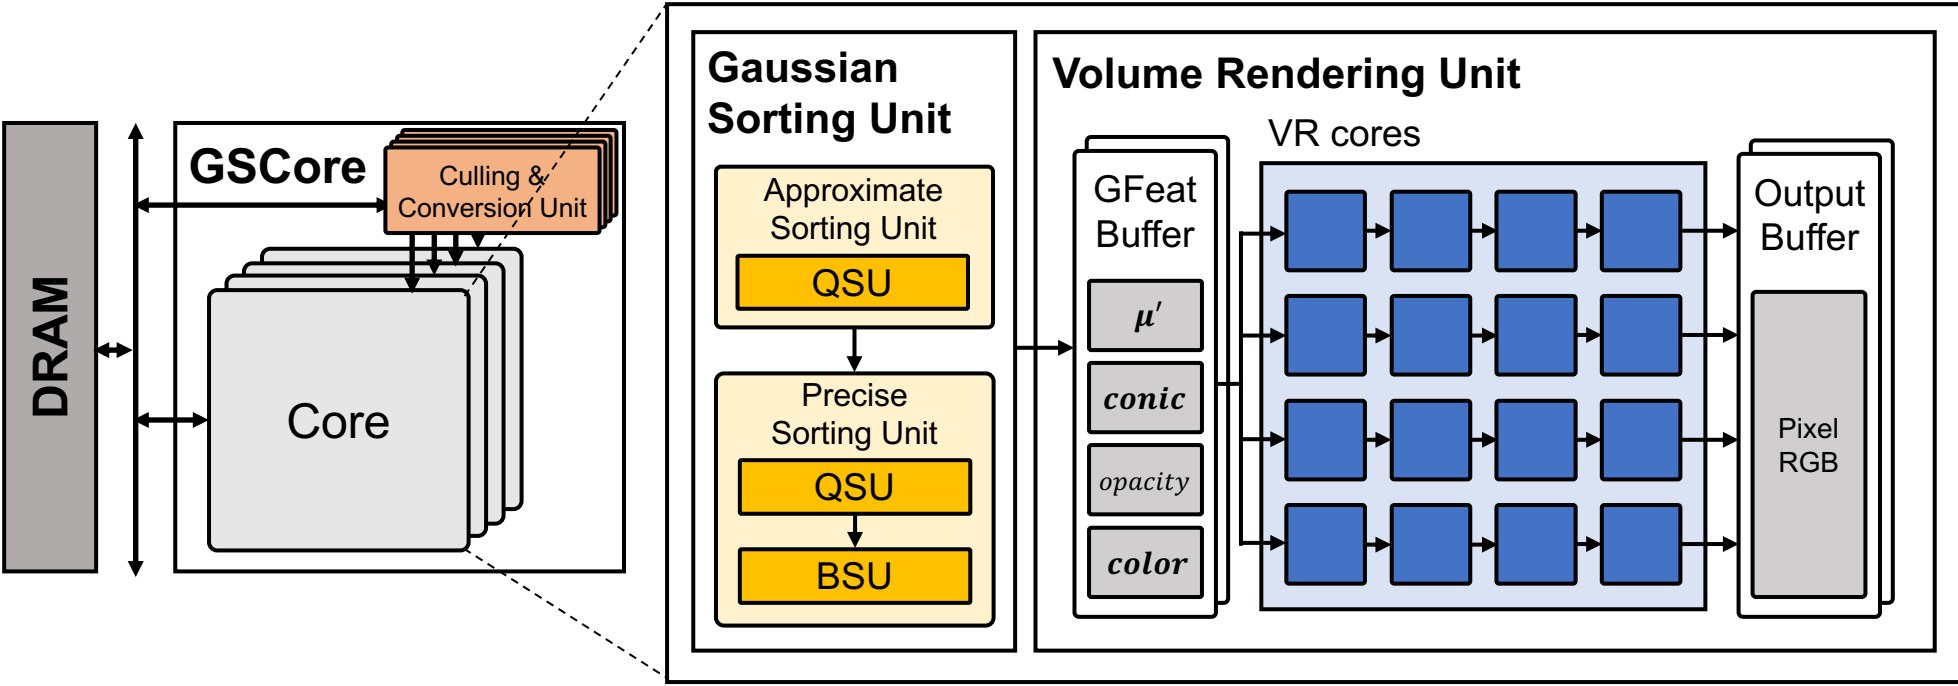 DRAM
GSCore
Culling &
Conversion Unit
Core
Gaussian
Sorting Unit
Approximate
Sorting Unit
QSU
Precise
Sorting Unit
QSU
BSU
Volume Rendering Unit
VR cores
GFeat
Buffer
μ′
conic
opacity
color
Output
Buffer
Pixel
RGB